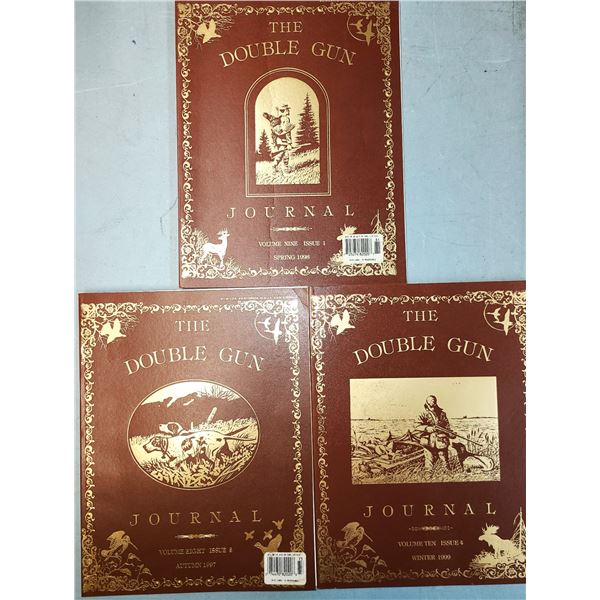 THE
DOUBLE GUN
JOURNAL
VOLUME NINE ISSUE 1
SPRING 1998
THE
DOUBLE GUN
JOURNAL
VOLUME EIGHT ISSUE 3
AUTUMN 1997
THE
DOUBLE GUN
JOURNAL
VOLUME TEN ISSUE 4
WINTER 1999